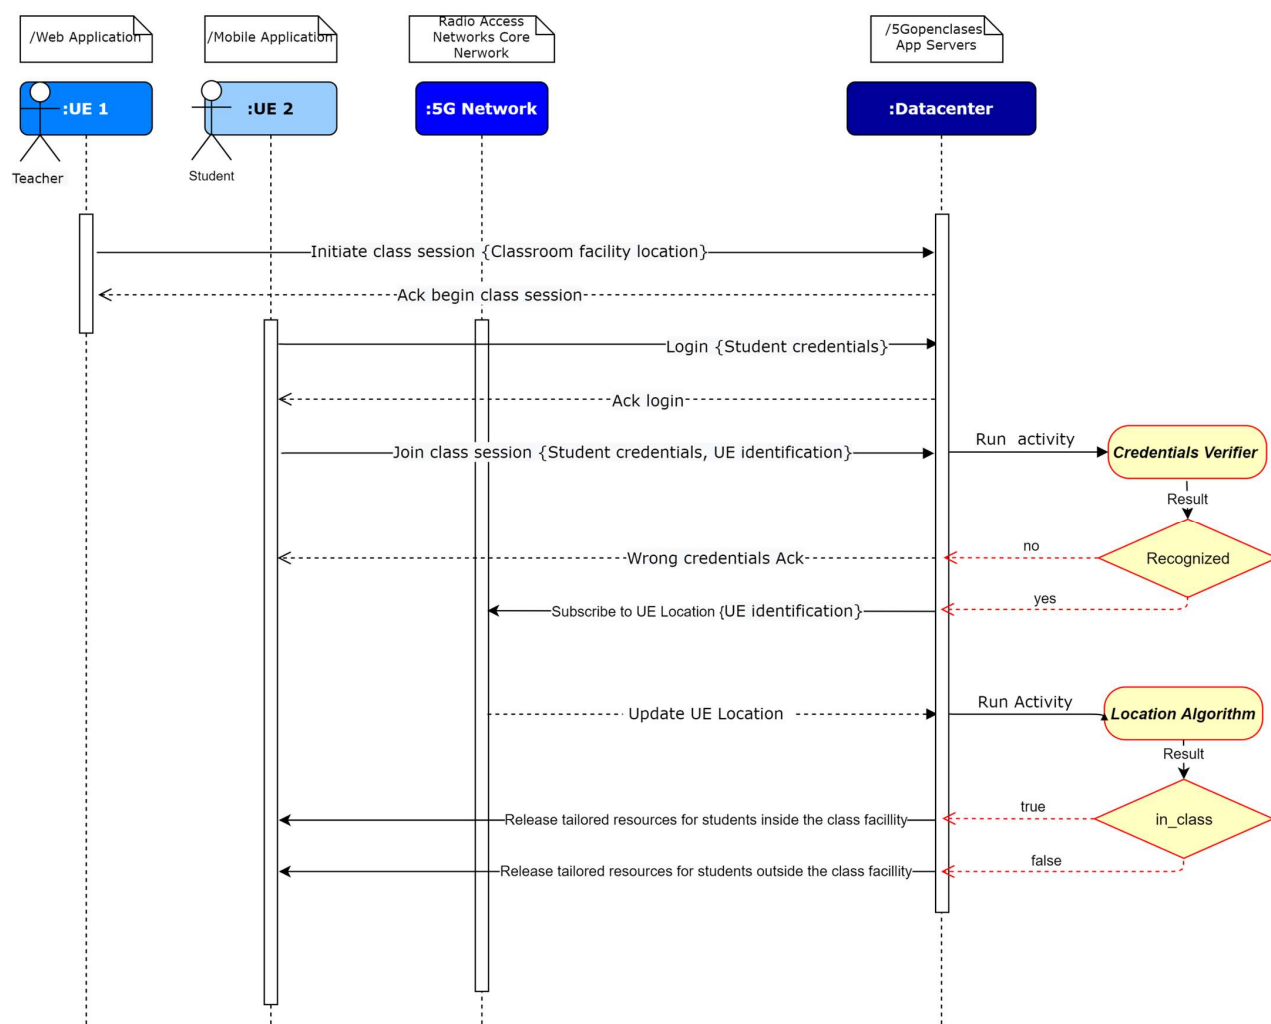 /Web Application
/Mobile Application
Radio Access
Networks Core
Nerwork
/5Gopenclases
App Servers
:UE 1
:UE 2
:5G Network
:Datacenter
Teacher
Student
Initiate class session {Classroom facility location}
Ack begin class session
Login {Student credentials}
Ack login
Join class session {Student credentials, UE identification}
Run activity
Credentials Verifier
Result
Wrong credentials Ack
no
Recognized
Subscribe to UE Location {UE identification}
yes
Update UE Location
Run Activity
Location Algorithm
Result
Release tailored resources for students inside the class facillity
true
in_class
Release tailored resources for students outside the class facillity
false